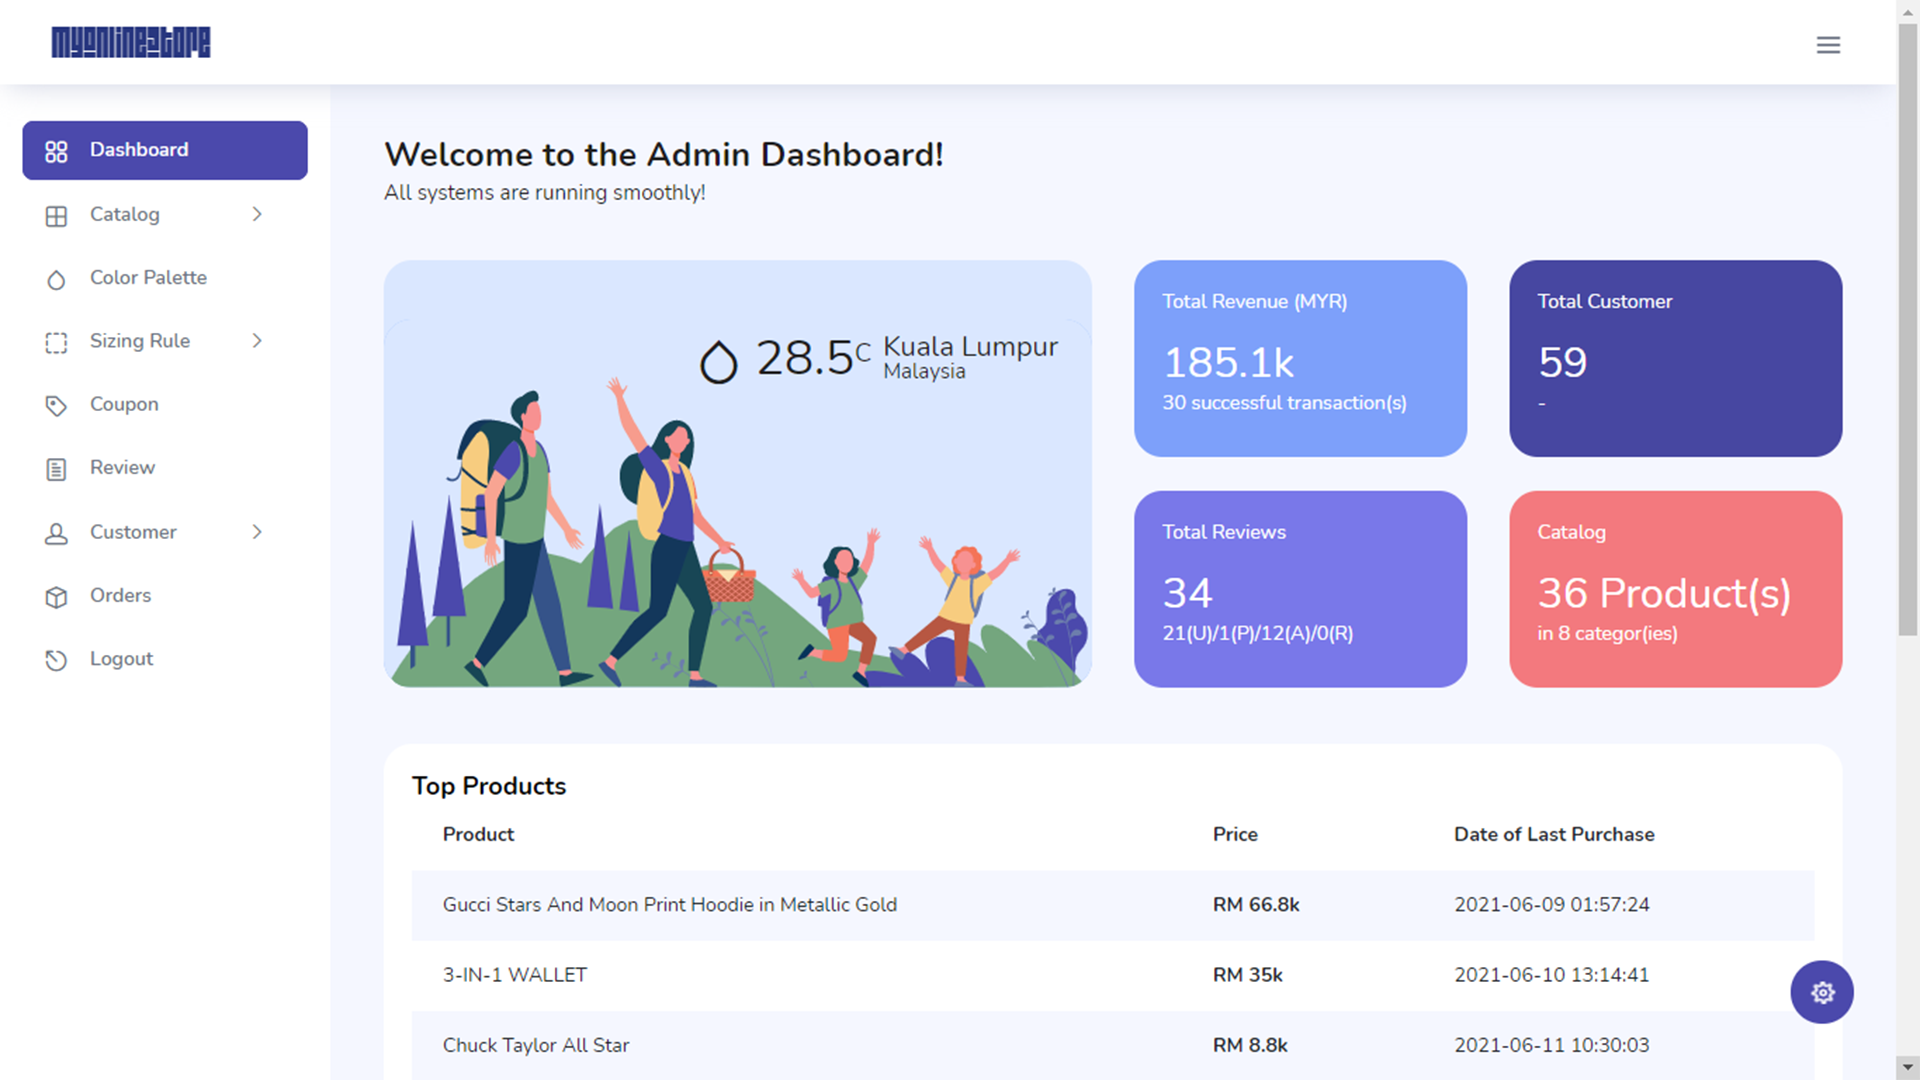 myonlinestore
Dashboard
Catalog
Color Palette
Sizing Rule
Coupon
Review
Customer
Orders
Logout
Welcome to the Admin Dashboard!
All systems are running smoothly!
28.5C Kuala Lumpur
Malaysia
Total Revenue (MYR)
185.1k
30 successful transaction(s)
Total Customer
59
-
Total Reviews
34
21(U)/1(P)/12(A)/0(R)
Catalog
36 Product(s)
in 8 categor(ies)
Top Products
Product Price Date of Last Purchase
Gucci Stars And Moon Print Hoodie in Metallic Gold RM 66.8k 2021-06-09 01:57:24
3-IN-1 WALLET RM 35k 2021-06-10 13:14:41
Chuck Taylor All Star RM 8.8k 2021-06-11 10:30:03